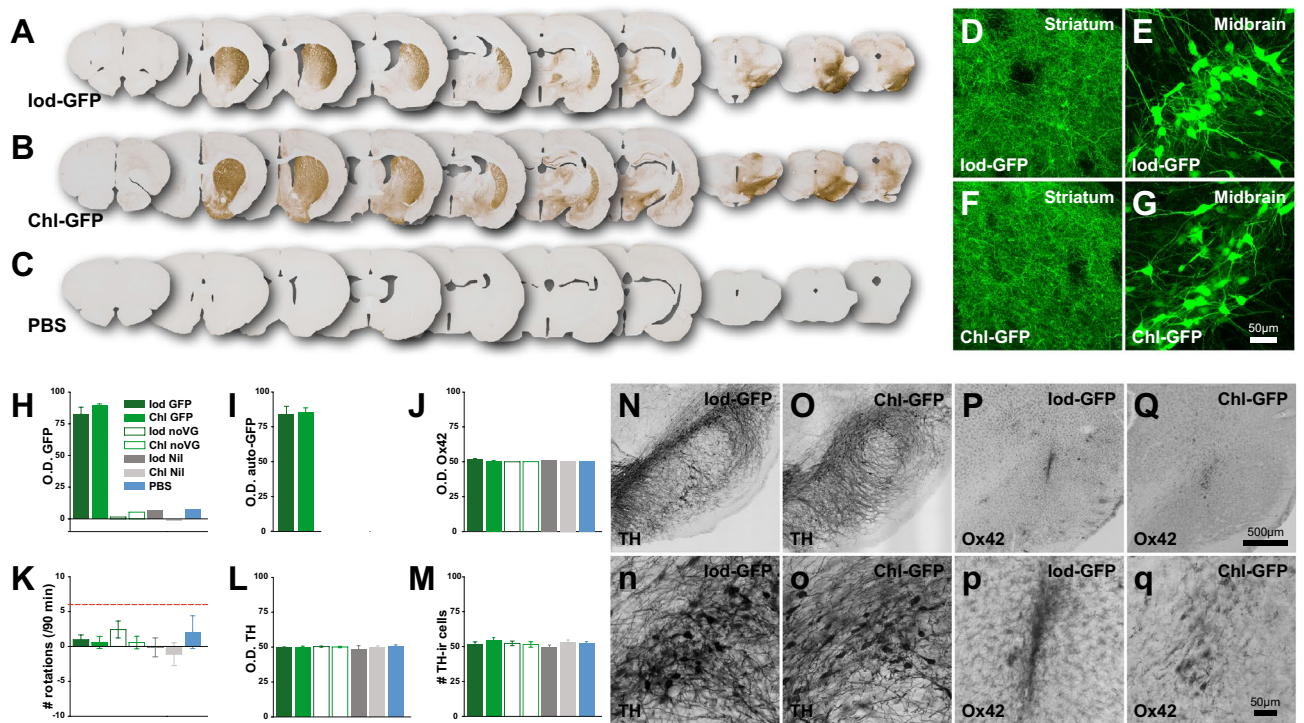 A
Iod-GFP
B
Chl-GFP
C
PBS
D
Striatum
Iod-GFP
E
Midbrain
Iod-GFP
F
Striatum
Chl-GFP
G
Midbrain
Chl-GFP
50μm
H
O.D. GFP
100
75
50
25
0
Iod GFP
Chl GFP
Iod noVG
Chl noVG
Iod Nil
Chl Nil
PBS
I
O.D. auto-GFP
100
75
50
25
0
J
O.D. Ox42
100
75
50
25
0
K
# rotations (/90 min)
10
5
0
-5
-10
L
O.D. TH
100
75
50
25
0
M
# TH-ir cells
100
75
50
25
0
N
Iod-GFP
TH
O
Chl-GFP
TH
P
Iod-GFP
Ox42
Q
Chl-GFP
Ox42
500μm
n
Iod-GFP
TH
o
Chl-GFP
TH
p
Iod-GFP
Ox42
q
Chl-GFP
Ox42
50μm